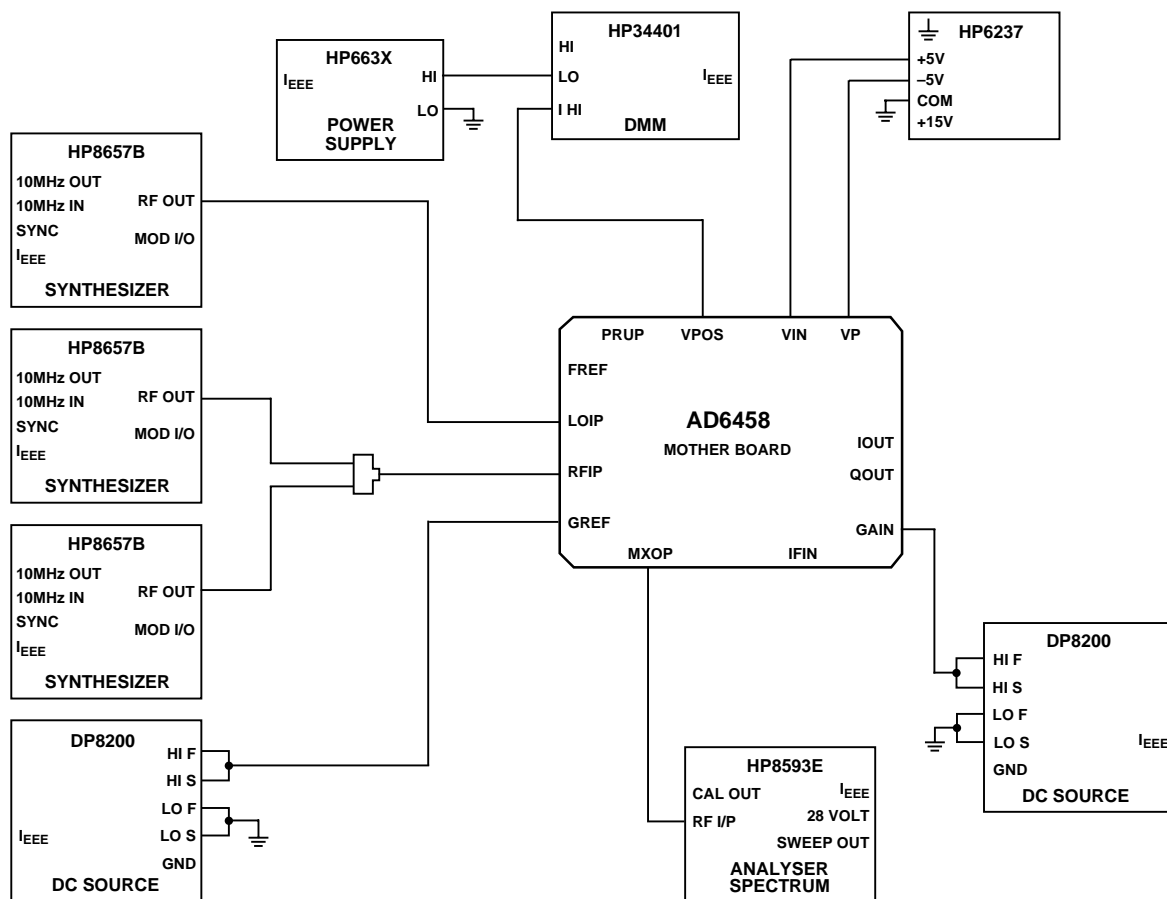 HP663X
IEEE
HI
LO
POWER
SUPPLY
HP34401
HI
LO
IEEE
I HI
DMM
HP6237
+5V
–5V
COM
+15V
HP8657B
10MHz OUT
10MHz IN
RF OUT
SYNC
MOD I/O
IEEE
SYNTHESIZER
HP8657B
10MHz OUT
10MHz IN
RF OUT
SYNC
MOD I/O
IEEE
SYNTHESIZER
HP8657B
10MHz OUT
10MHz IN
RF OUT
SYNC
MOD I/O
IEEE
SYNTHESIZER
DP8200
HI F
HI S
LO F
IEEE
LO S
GND
DC SOURCE
PRUP
VPOS
VIN
VP
FREF
LOIP
RFIP
GREF
AD6458
MOTHER BOARD
IOUT
QOUT
GAIN
MXOP
IFIN
HP8593E
CAL OUT
IEEE
RF I/P
28 VOLT
SWEEP OUT
ANALYSER
SPECTRUM
DP8200
HI F
HI S
LO F
LO S
IEEE
GND
DC SOURCE